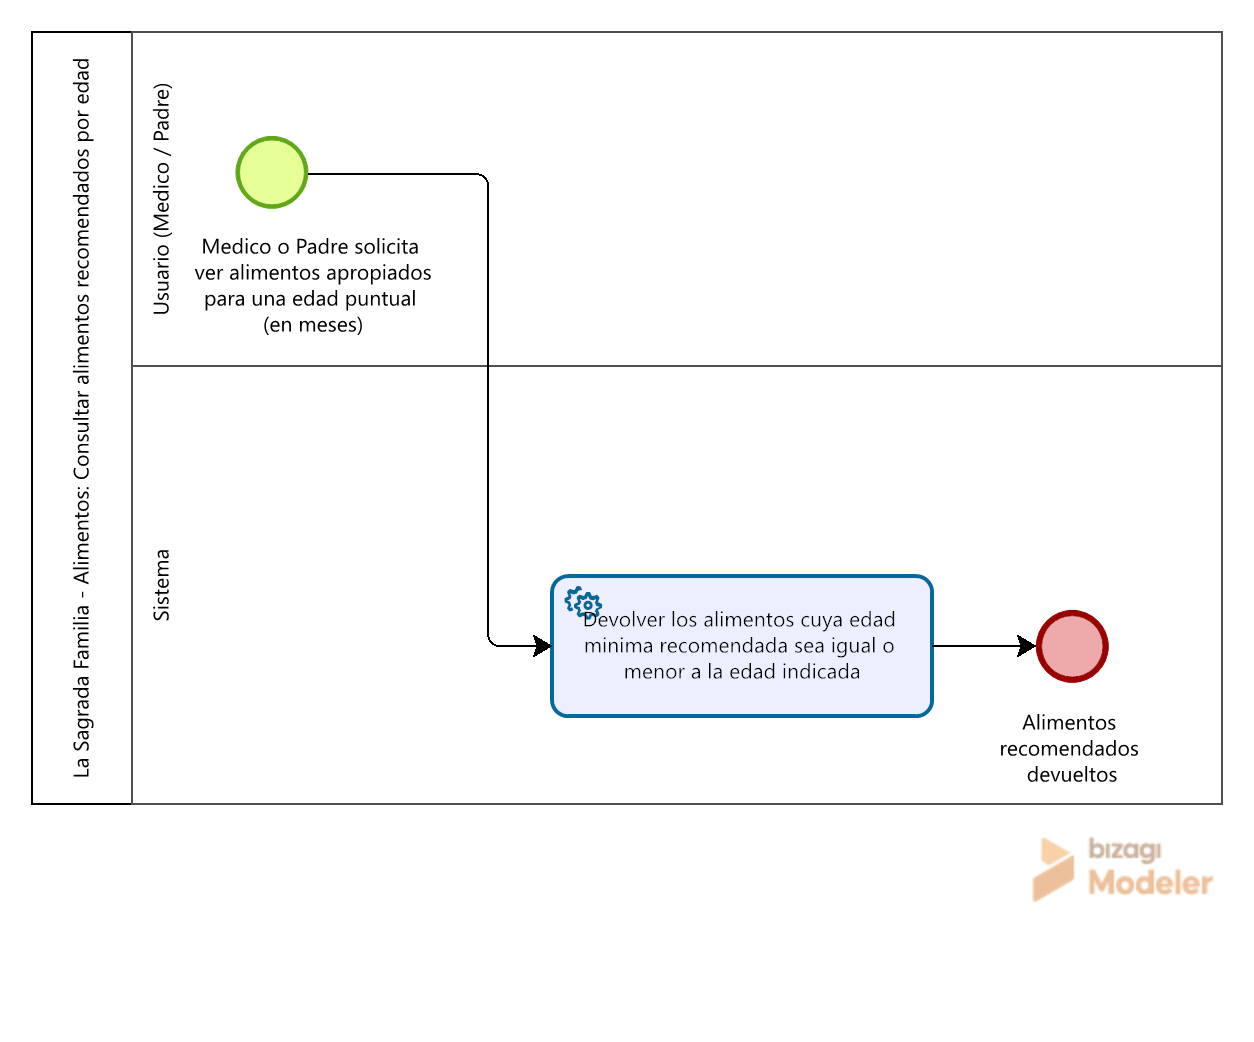 La Sagrada Familia - Alimentos: Consultar alimentos recomendados por edad
Usuario (Medico / Padre)
Medico o Padre solicita
ver alimentos apropiados
para una edad puntual
(en meses)
Sistema
Devolver los alimentos cuya edad
minima recomendada sea igual o
menor a la edad indicada
Alimentos
recomendados
devueltos
bizagi
Modeler